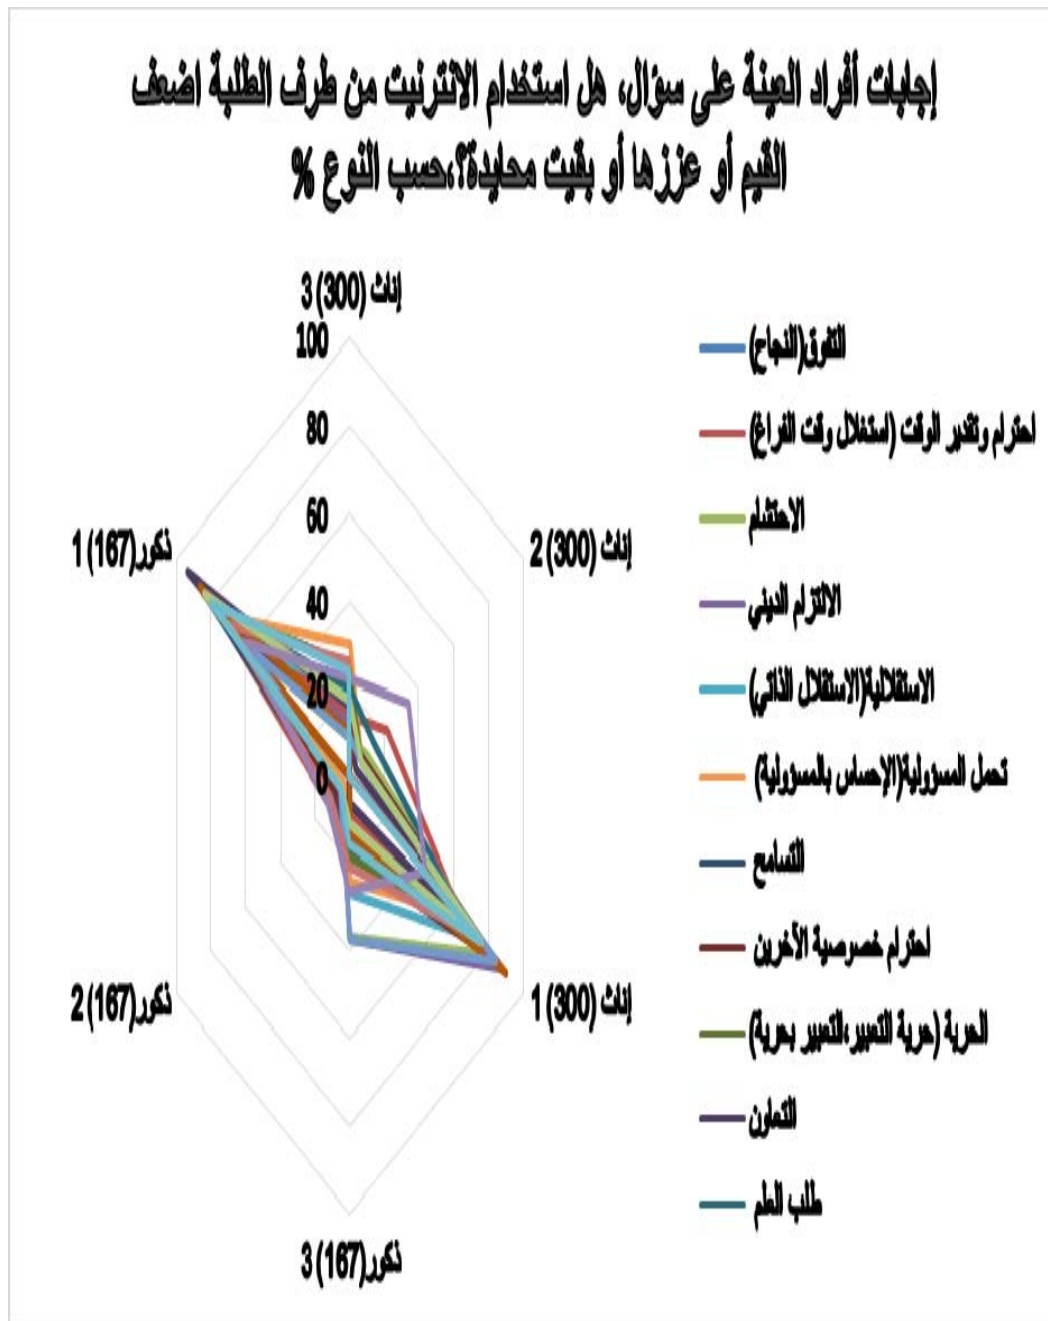 إجابات أفراد العينة على سؤال، هل استخدام الانترنيت من طرف الطلبة اضعف
القيم أو عززها أو بقيت محايدة؟،حسب النوع %
إناث (300) 3
100
80
60
40
20
0
ذكور(167) 1
إناث (300) 2
ذكور(167) 2
إناث (300) 1
ذكور(167) 3
التفوق(النجاح)
احترام وتقدير الوقت (استغلال وقت الفراغ)
الاحتشام
الالتزام الديني
الاستقلالية(الاستقلال الذاتي)
تحمل المسؤولية(الإحساس بالمسؤولية)
التسامح
احترام خصوصية الآخرين
الحرية (حرية التعبير،التعبير بحرية)
التعاون
طلب العلم